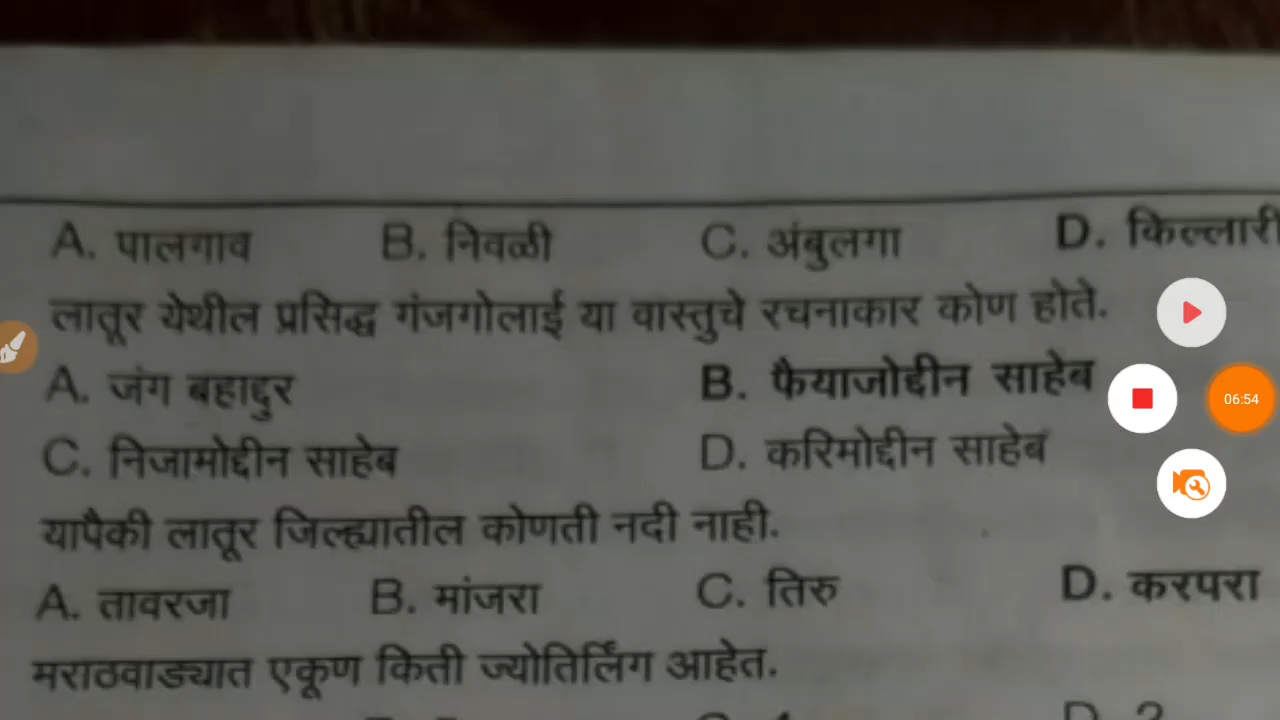 A. पालगाव B. निवळी C. अंबुलगा D. किल्लारी
लातूर येथील प्रसिद्ध गंजगोलाई या वास्तुचे रचनाकार कोण होते.
A. जंग बहाद्दुर B. फैयाजोद्दीन साहेब
06:54
C. निजामोद्दीन साहेब D. करिमोद्दीन साहेब
यापैकी लातूर जिल्ह्यातील कोणती नदी नाही.
A. तावरजा B. मांजरा C. तिरु D. करपरा
मराठवाड्यात एकूण किती ज्योतिर्लिंग आहेत.